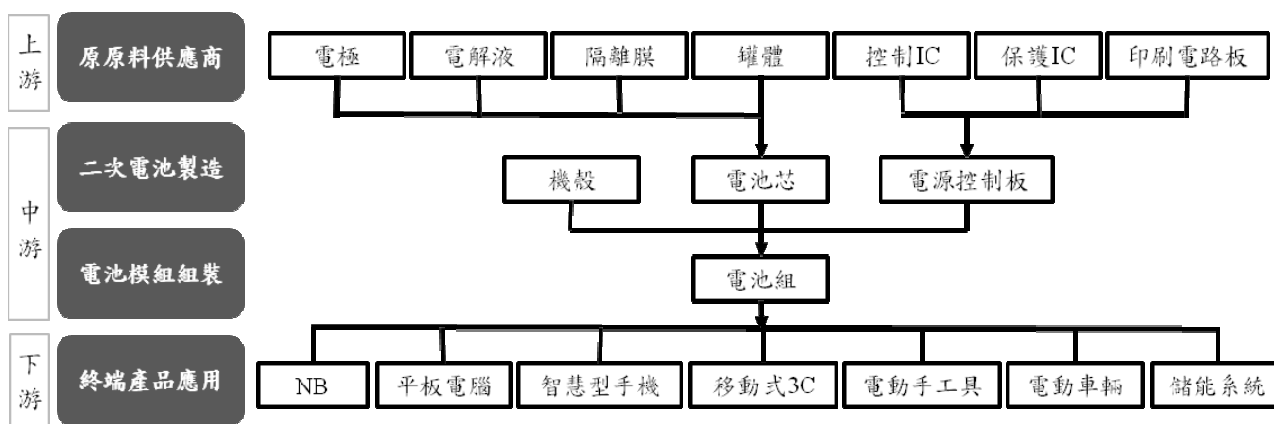 上游
原原料供應商
電極
電解液
隔離膜
罐體
控制IC
保護IC
印刷電路板
中游
二次電池製造
機殼
電池芯
電源控制板
電池模組組裝
電池組
下游
終端產品應用
NB
平板電腦
智慧型手機
移動式3C
電動手工具
電動車輛
儲能系統